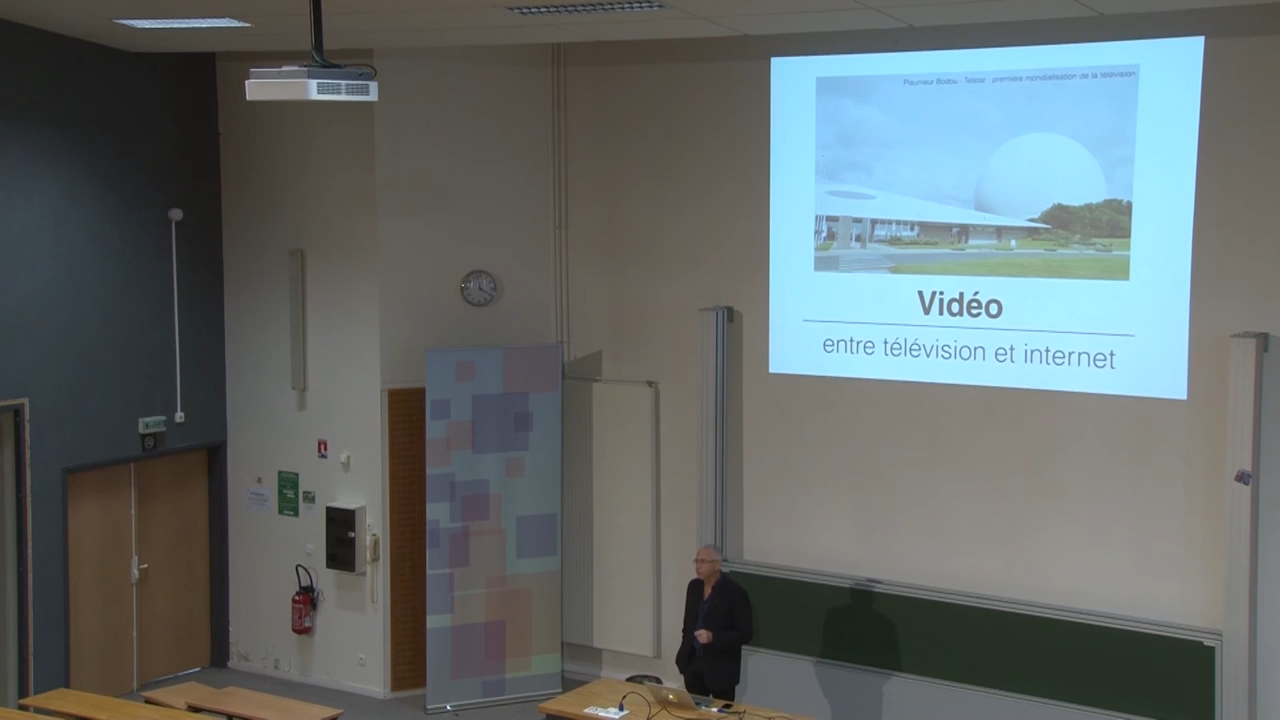 Pleumeur Bodou - Telstar : première mondialisation de la télévision
Vidéo
entre télévision et internet